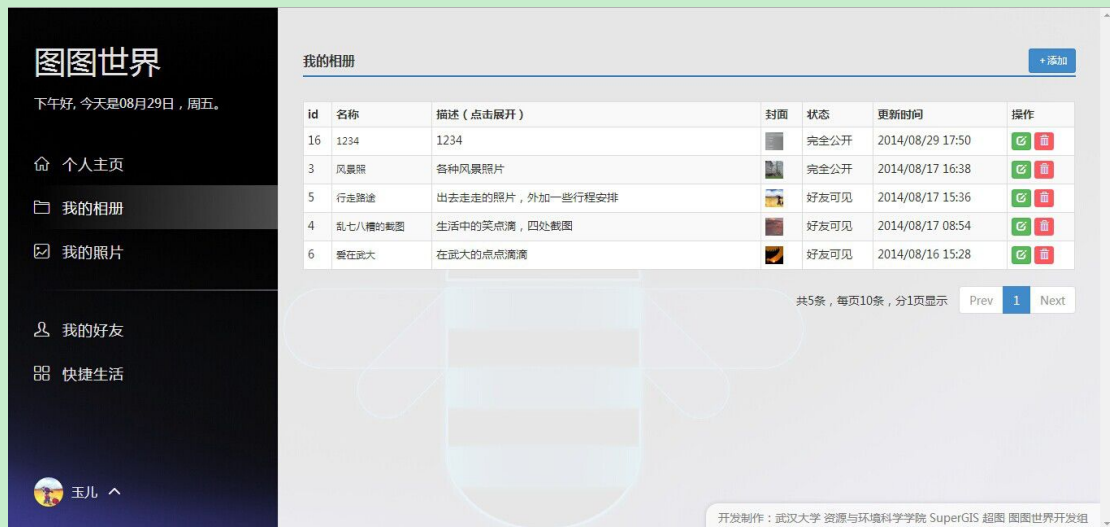 图图世界
下午好, 今天是08月29日，周五。
个人主页
我的相册
我的照片
我的好友
快捷生活
玉儿
我的相册
+添加
id 名称 描述（点击展开） 封面 状态 更新时间 操作
16 1234 1234 完全公开 2014/08/29 17:50
3 风景照 各种风景照片 完全公开 2014/08/17 16:38
5 行走路途 出去走走的照片，外加一些行程安排 好友可见 2014/08/17 15:36
4 乱七八糟的截图 生活中的笑点滴，四处截图 好友可见 2014/08/17 08:54
6 爱在武大 在武大的点点滴滴 好友可见 2014/08/16 15:28
共5条，每页10条，分1页显示 Prev 1 Next
开发制作：武汉大学 资源与环境科学学院 SuperGIS 超图 图图世界开发组